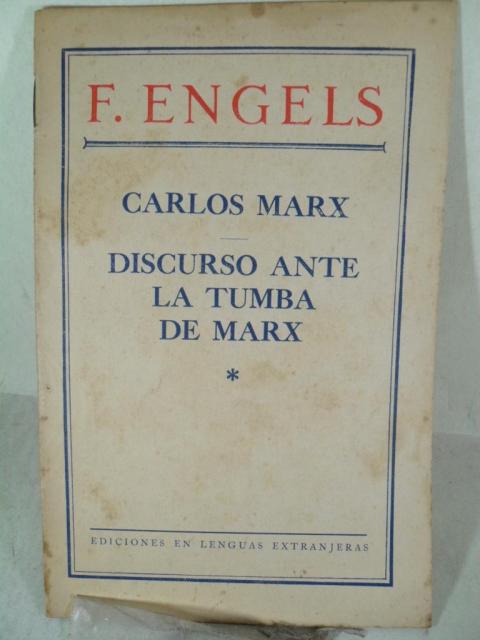 F. ENGELS
CARLOS MARX
DISCURSO ANTE
LA TUMBA
DE MARX
*
EDICIONES EN LENGUAS EXTRANJERAS